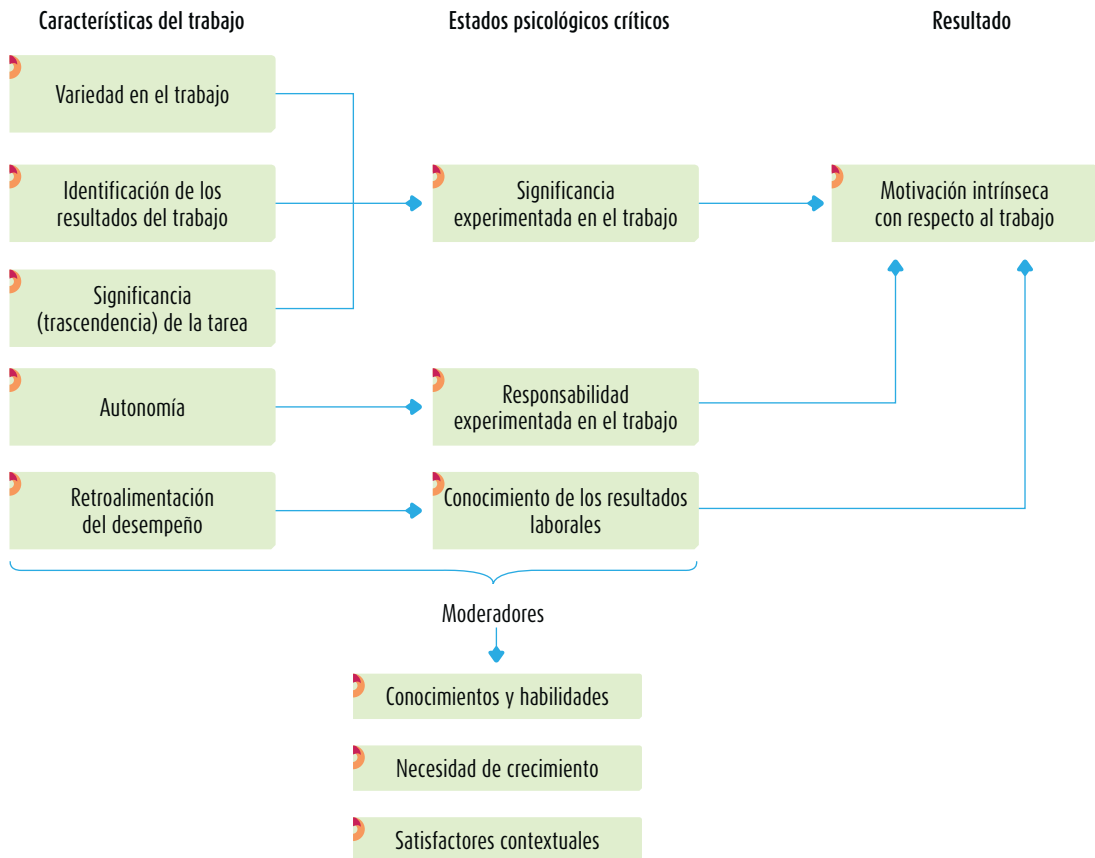 Características del trabajo
Estados psicológicos críticos
Resultado
Variedad en el trabajo
Identificación de los
resultados del trabajo
Significancia
experimentada en el trabajo
Motivación intrínseca
con respecto al trabajo
Significancia
(trascendencia) de la tarea
Autonomía
Responsabilidad
experimentada en el trabajo
Retroalimentación
del desempeño
Conocimiento de los resultados
laborales
Moderadores
Conocimientos y habilidades
Necesidad de crecimiento
Satisfactores contextuales